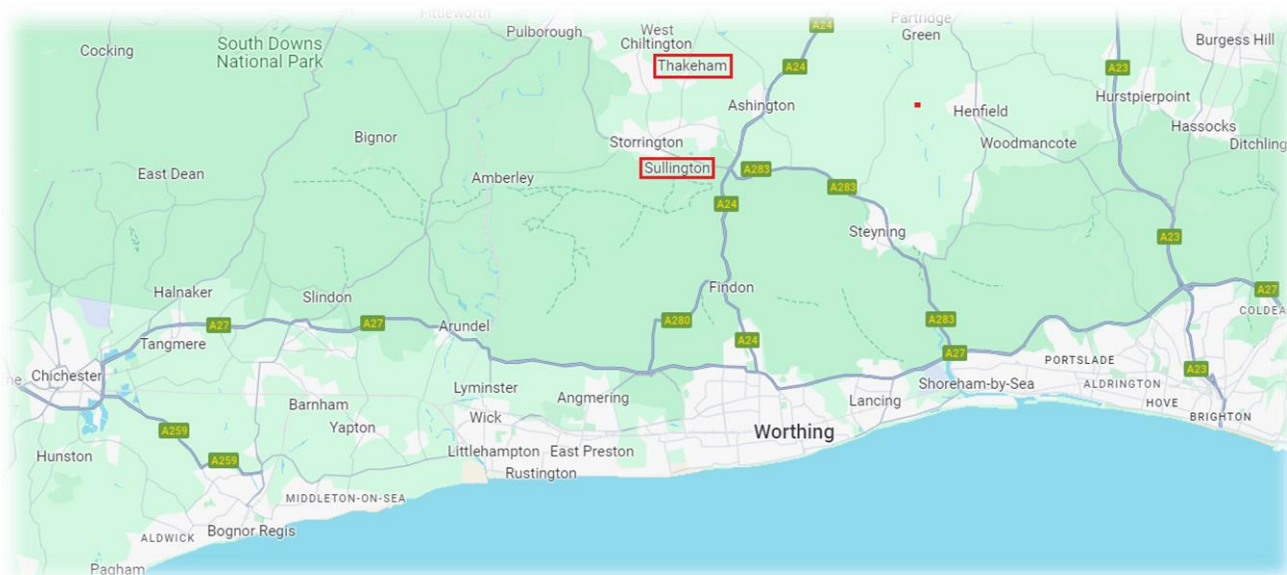 Fittleworth
Pulborough
West
Chiltington
A24
Partridge
Green
Burgess Hill
Cocking
South Downs
National Park
Thakeham
A24
A23
Ashington
Henfield
Hurstpierpoint
Hassocks
Bignor
Storrington
Woodmancote
Ditchling
East Dean
Amberley
Sullington
A283
A283
A24
Steyning
A23
Halnaker
Slindon
Findon
A27
COLDEA
A27
A27
Arundel
A280
A24
A283
Tangmere
A27
PORTSLADE
Chichester
Lyminster
Angmering
Shoreham-by-Sea
ALDRINGTON
A23
Barnham
Wick
Lancing
HOVE
BRIGHTON
A259
Yapton
Worthing
Hunston
A259
Littlehampton
East Preston
Rustington
MIDDLETON-ON-SEA
ALDWICK
Bognor Regis
Pagham